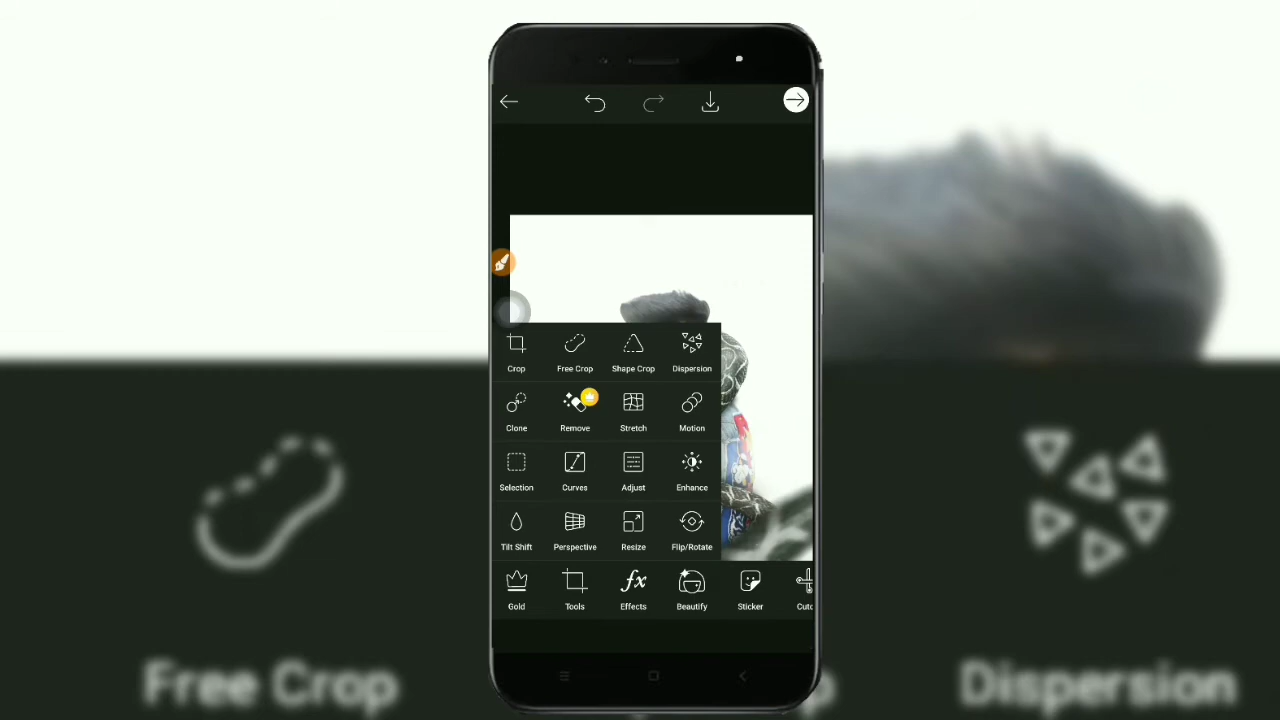 Crop Free Crop Shape Crop Dispersion
Clone Remove Stretch Motion
Selection Curves Adjust Enhance
Tilt Shift Perspective Resize Flip/Rotate
Gold Tools Effects Beautify Sticker Cuto
Free Crop
Dispersion